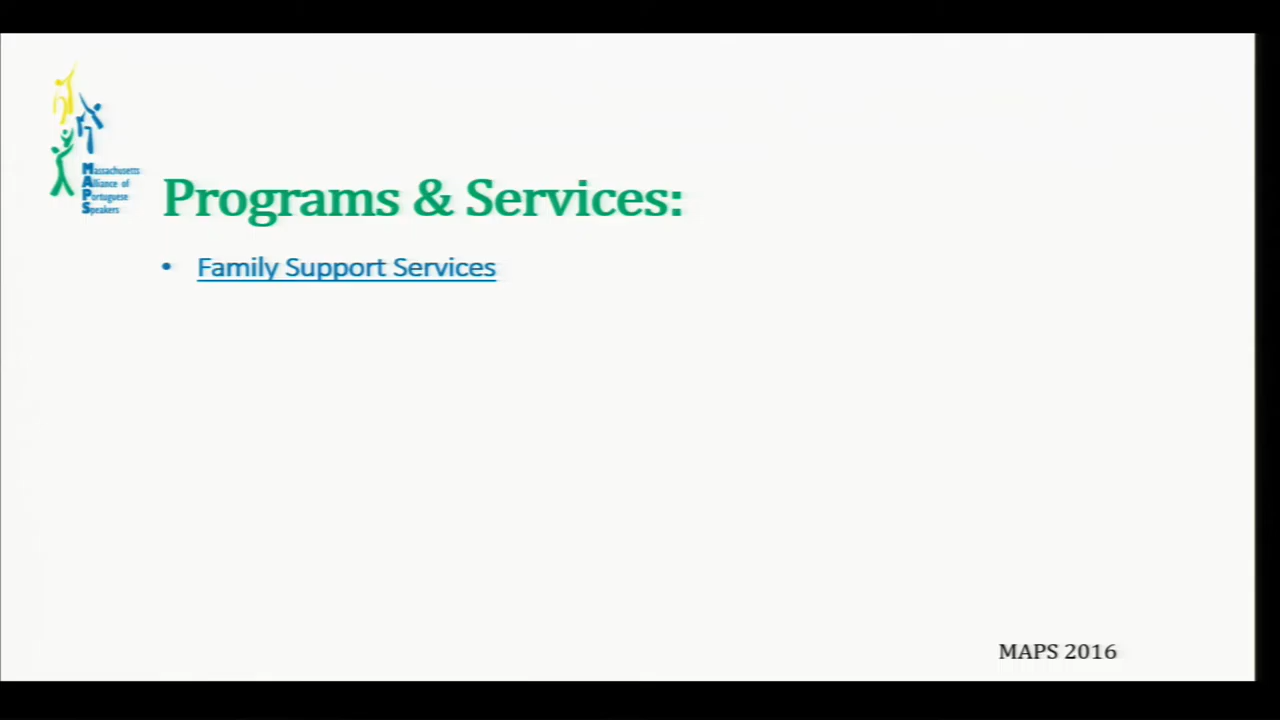 Massachusetts
Alliance of
Portuguese
Speakers
Programs & Services:
• Family Support Services
MAPS 2016